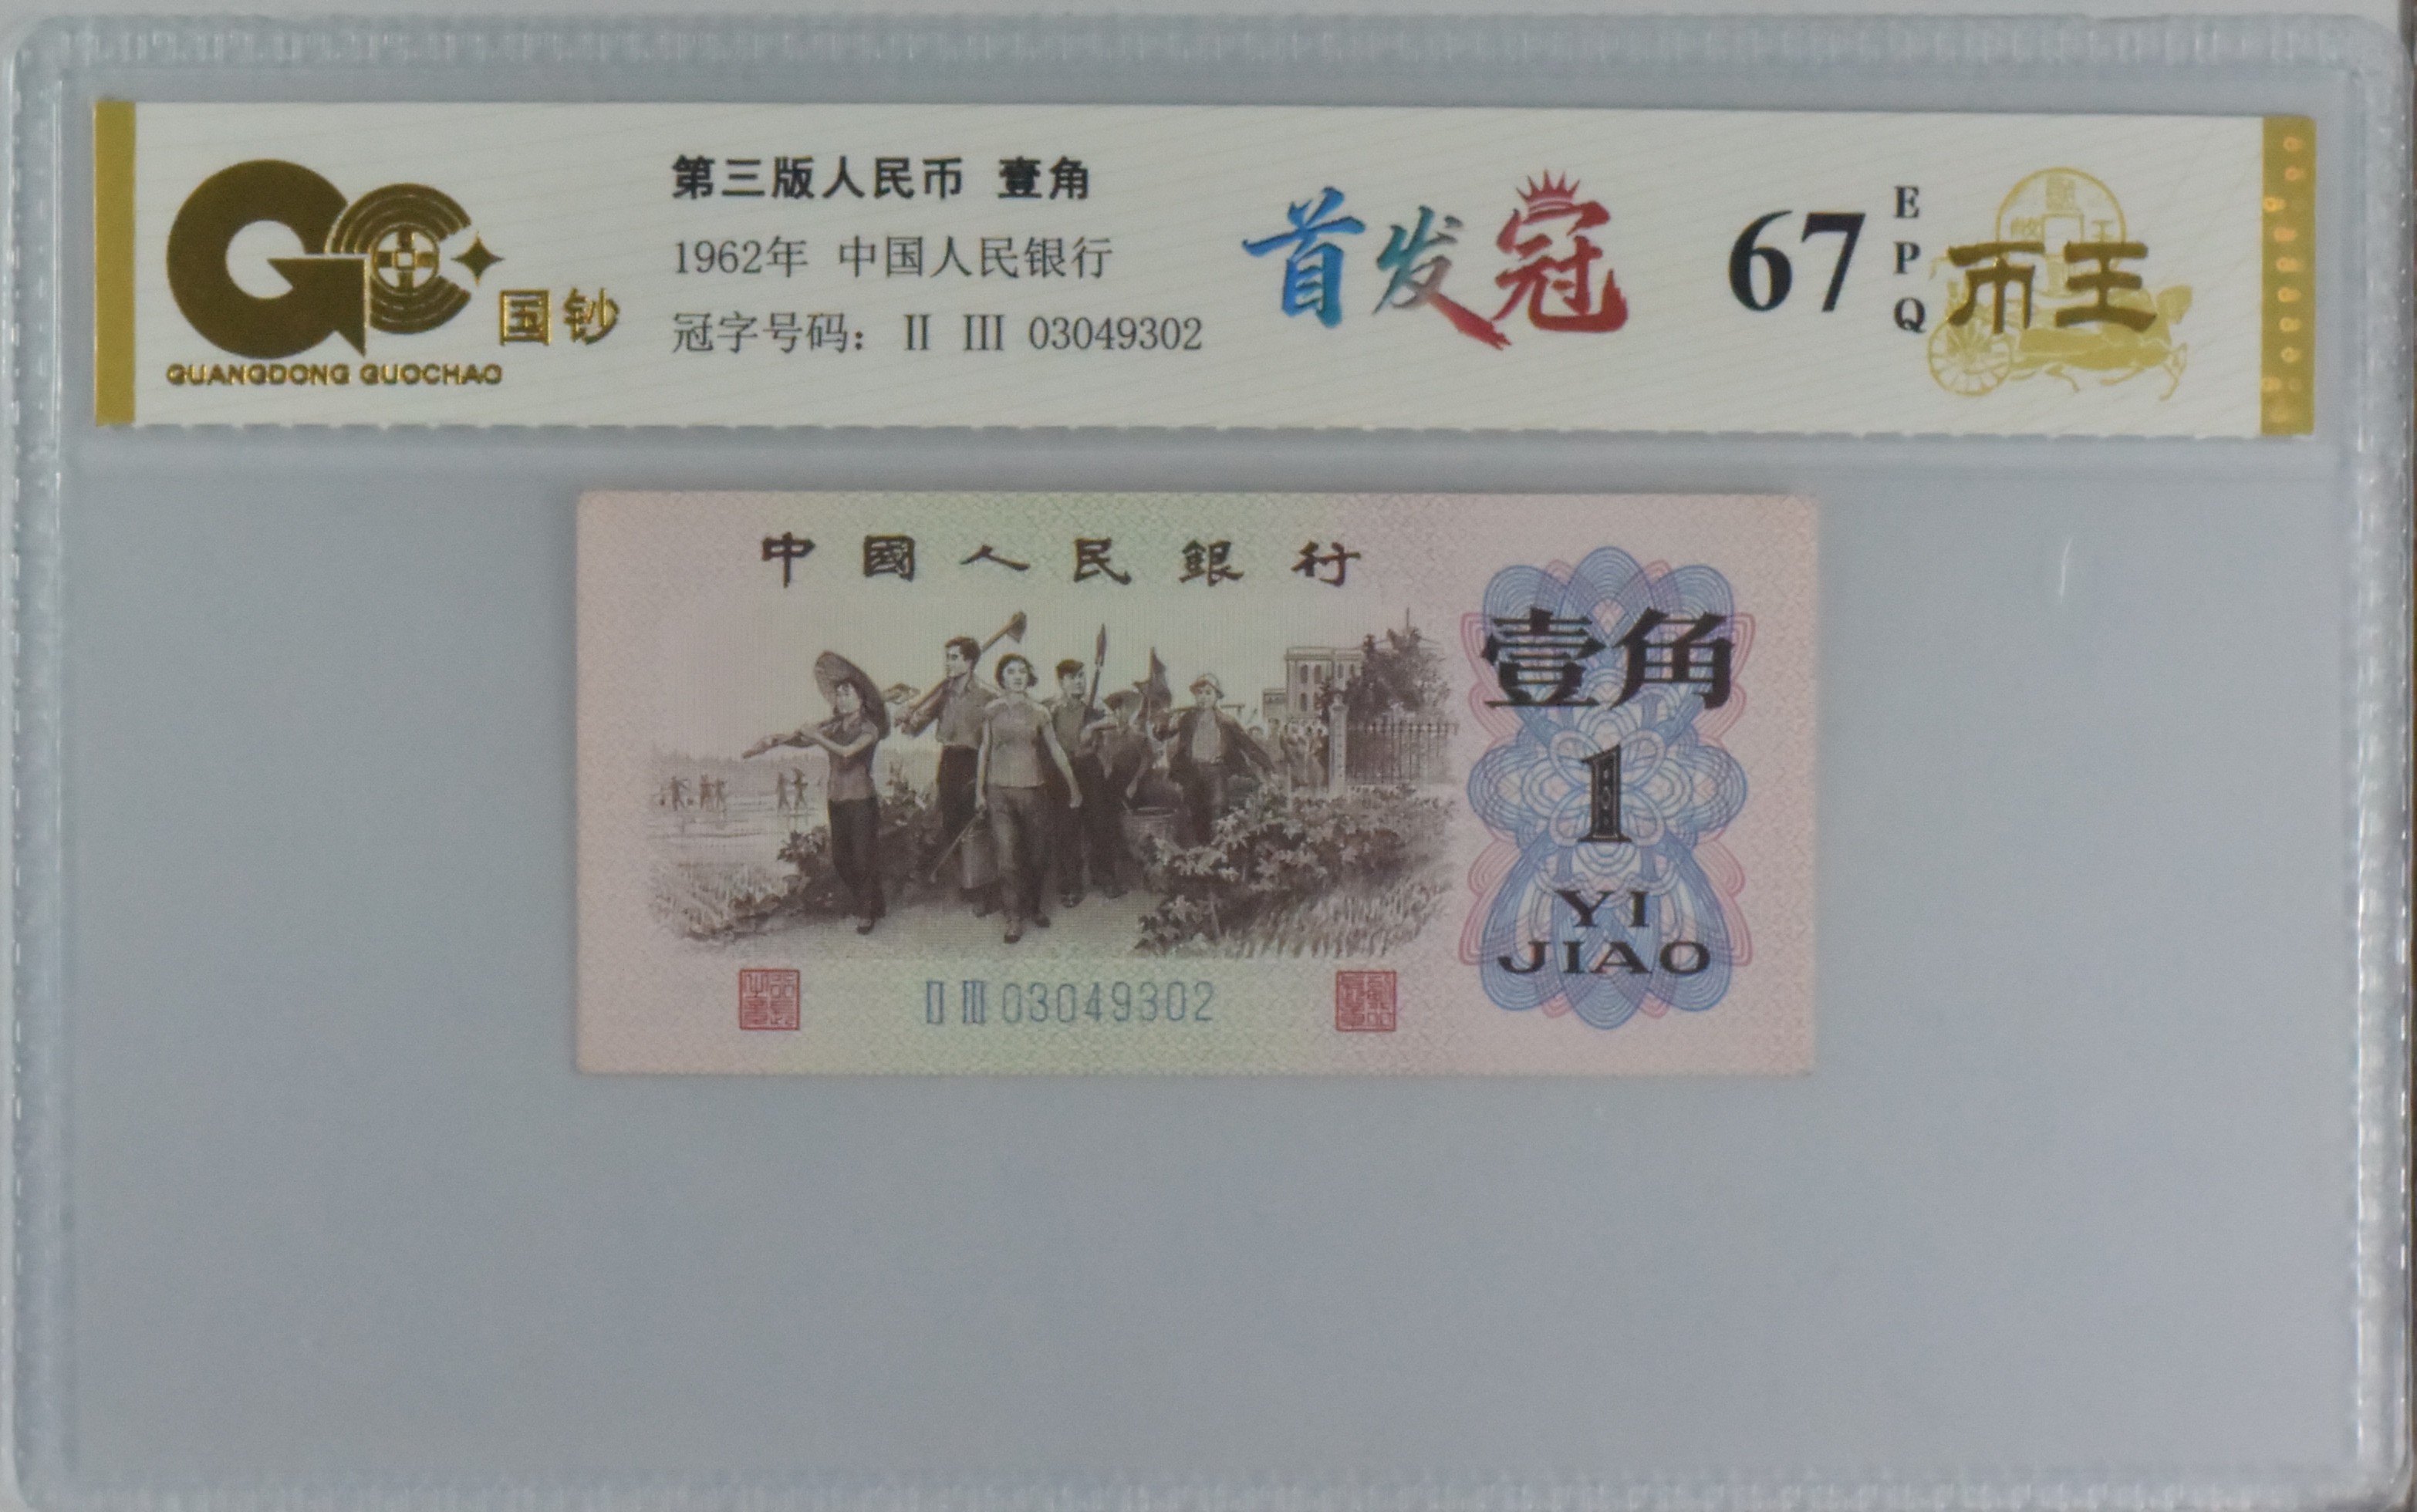 国钞
GUANGDONG GUOCHAO
第三版人民币 壹角
1962年 中国人民银行
冠字号码： II III 03049302
首发冠
67
EPQ
币王
中國人民銀行
壹角
1
YI
JIAO
II III 03049302